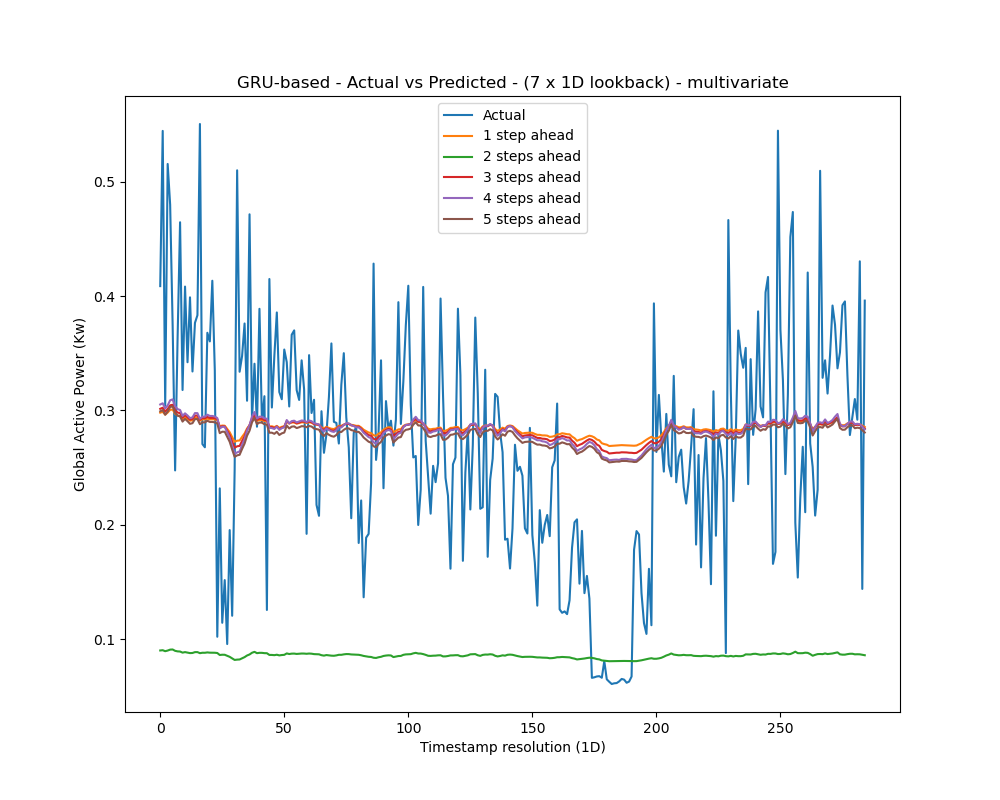 GRU-based - Actual vs Predicted - (7 x 1D lookback) - multivariate
Actual
1 step ahead
2 steps ahead
3 steps ahead
4 steps ahead
5 steps ahead
Global Active Power (Kw)
0.5
0.4
0.3
0.2
0.1
0 50 100 150 200 250
Timestamp resolution (1D)